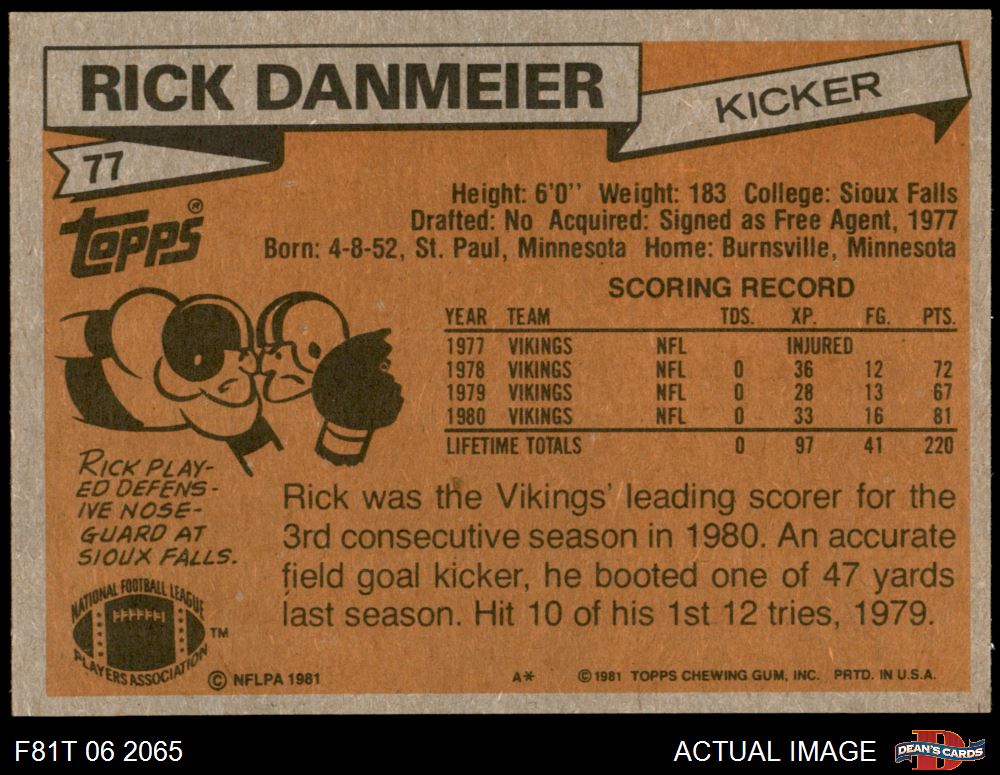 RICK DANMEIER
KICKER
77
TOPPS®
Height: 6'0'' Weight: 183 College: Sioux Falls
Drafted: No Acquired: Signed as Free Agent, 1977
Born: 4-8-52, St. Paul, Minnesota Home: Burnsville, Minnesota
SCORING RECORD
YEAR TEAM TDS. XP. FG. PTS.
1977 VIKINGS NFL INJURED
1978 VIKINGS NFL 0 36 12 72
1979 VIKINGS NFL 0 28 13 67
1980 VIKINGS NFL 0 33 16 81
LIFETIME TOTALS 0 97 41 220
RICK PLAY-
ED DEFENS-
IVE NOSE-
GUARD AT
SIOUX FALLS.
Rick was the Vikings' leading scorer for the
3rd consecutive season in 1980. An accurate
field goal kicker, he booted one of 47 yards
last season. Hit 10 of his 1st 12 tries, 1979.
NATIONAL FOOTBALL LEAGUE
PLAYERS ASSOCIATION
TM
© NFLPA 1981
A* © 1981 TOPPS CHEWING GUM, INC. PRTD. IN U.S.A.
F81T 06 2065
ACTUAL IMAGE
D
DEAN'S CARDS